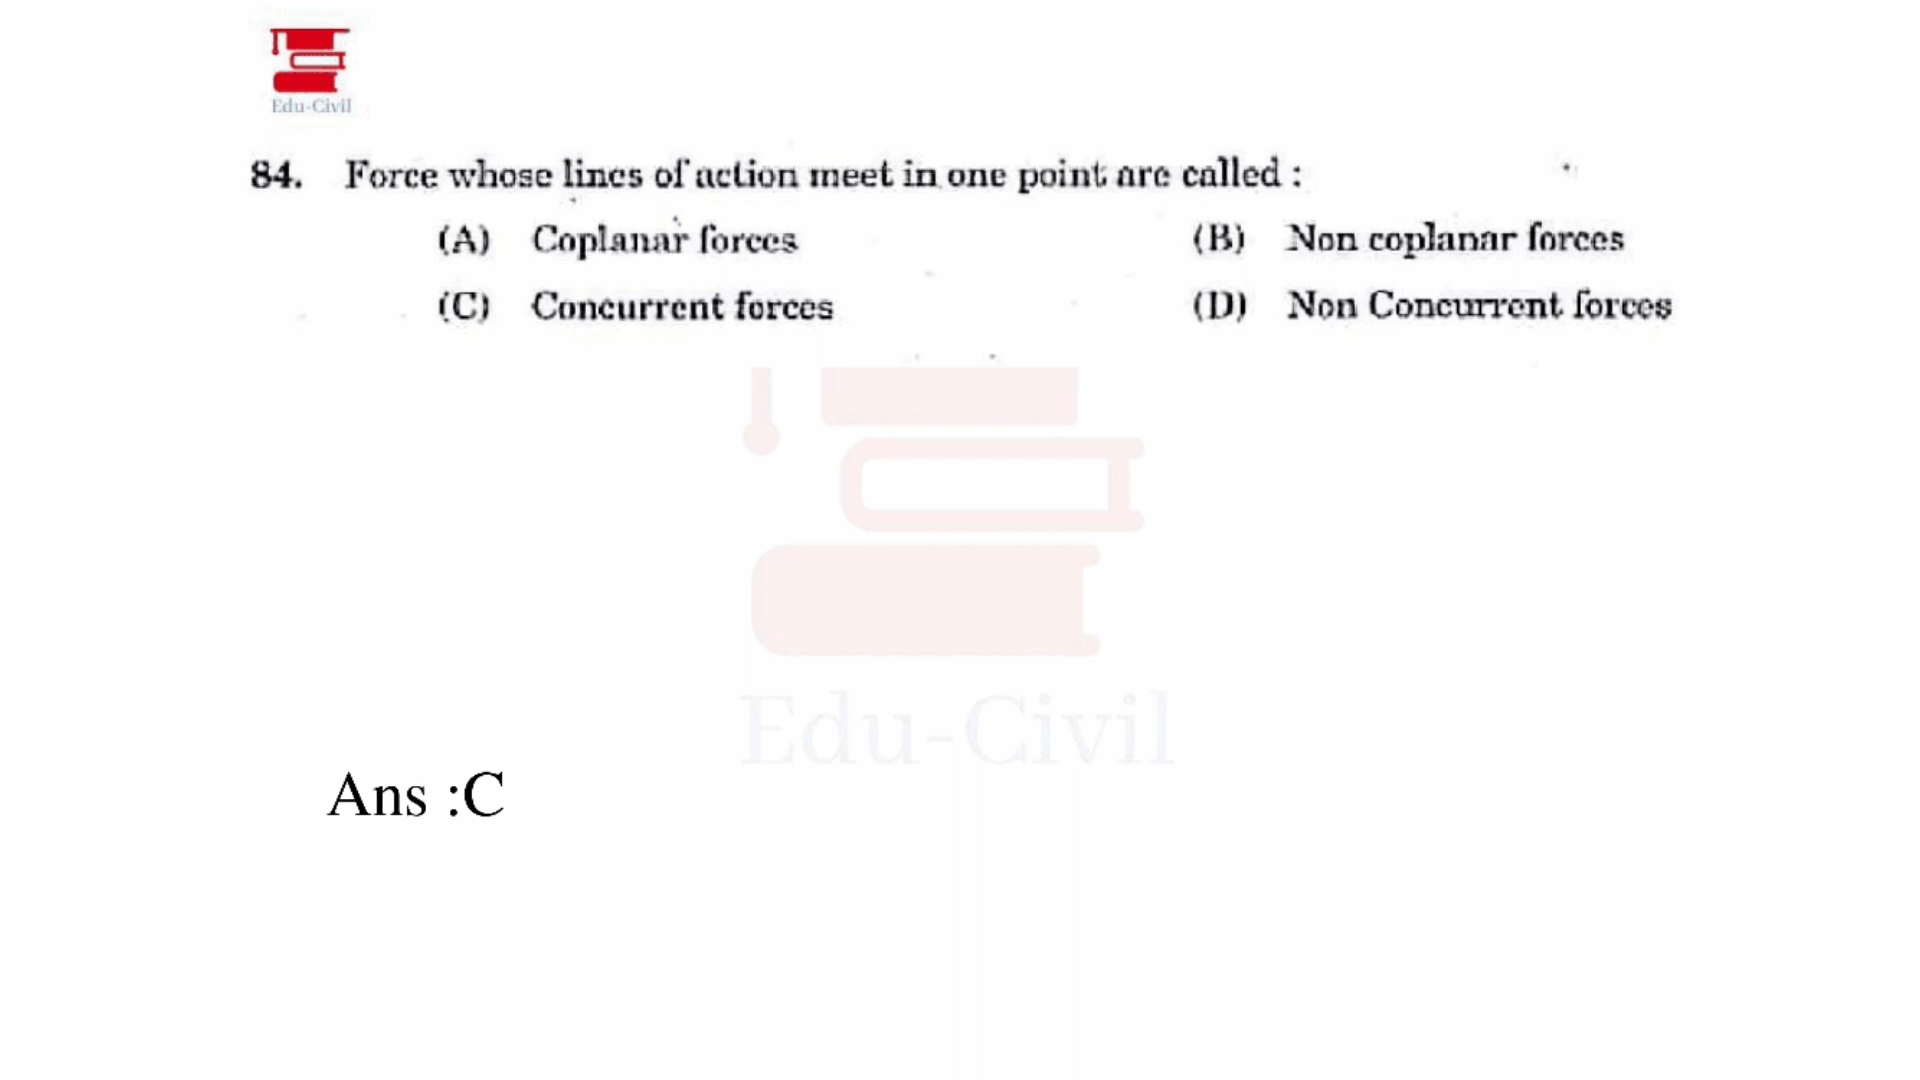 Edu-Civil
84. Force whose lines of action meet in one point are called :
(A) Coplanar forces (B) Non coplanar forces
(C) Concurrent forces (D) Non Concurrent forces
Edu-Civil
Ans :C